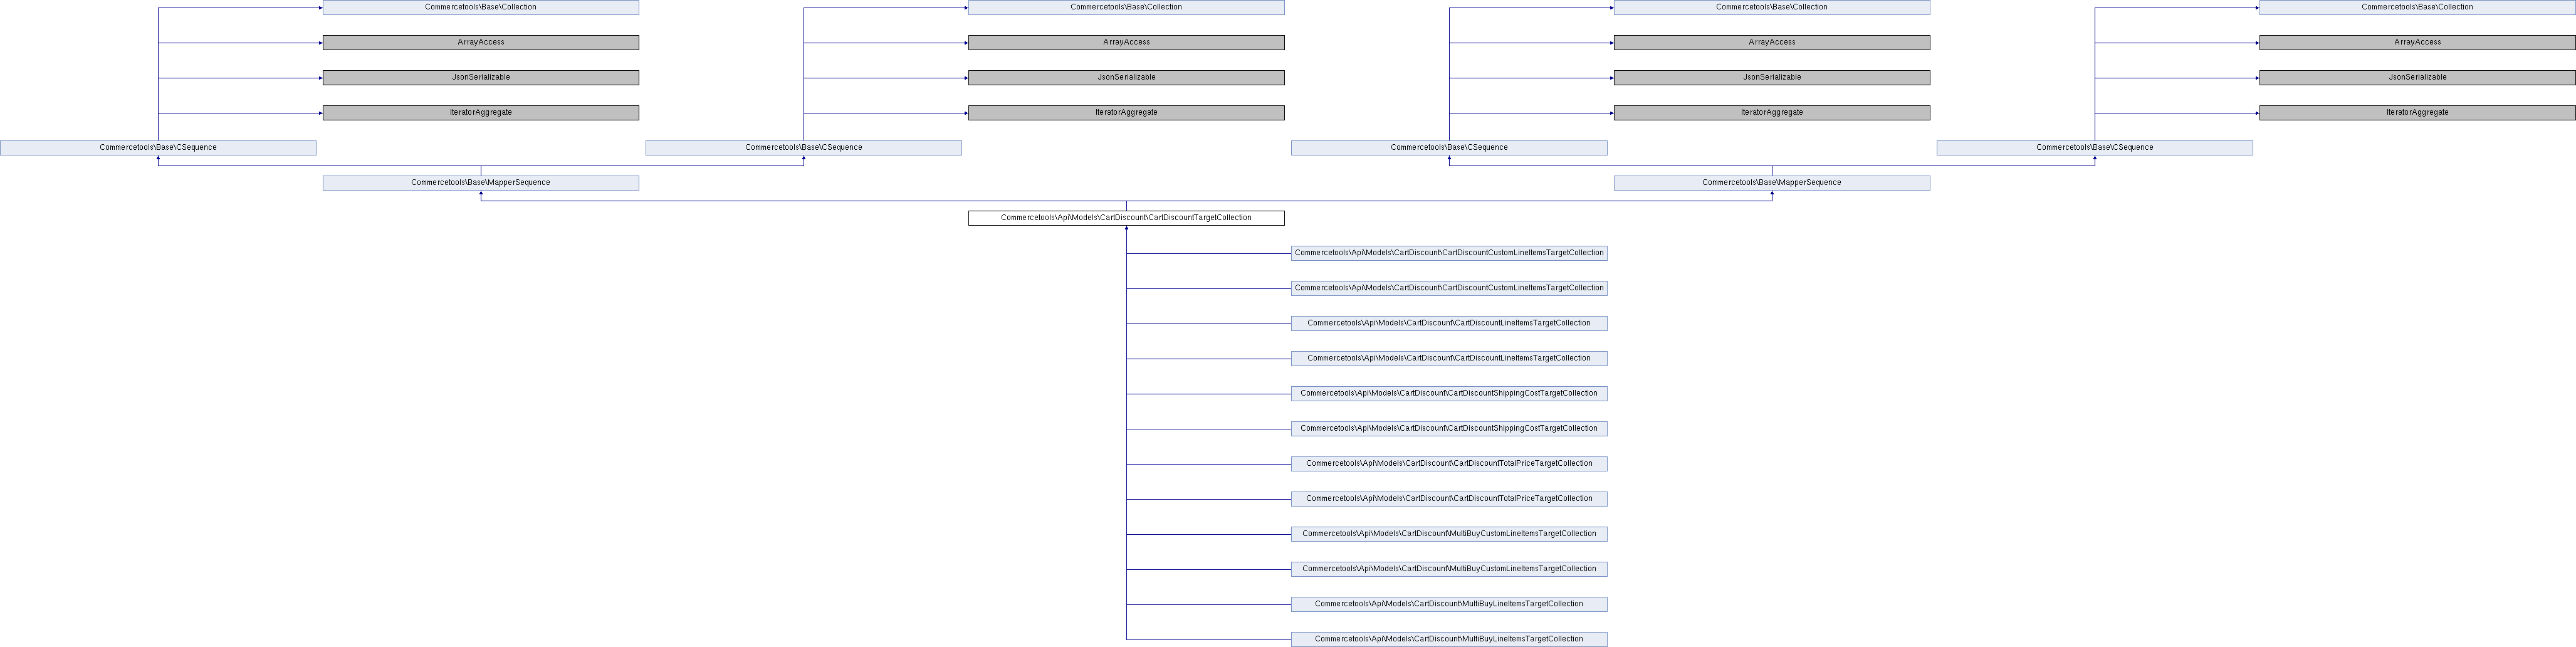 Commercetools\Base\Collection
Commercetools\Base\Collection
Commercetools\Base\Collection
Commercetools\Base\Collection
ArrayAccess
ArrayAccess
ArrayAccess
ArrayAccess
JsonSerializable
JsonSerializable
JsonSerializable
JsonSerializable
IteratorAggregate
IteratorAggregate
IteratorAggregate
IteratorAggregate
Commercetools\Base\CSequence
Commercetools\Base\CSequence
Commercetools\Base\CSequence
Commercetools\Base\CSequence
Commercetools\Base\MapperSequence
Commercetools\Base\MapperSequence
Commercetools\Api\Models\CartDiscount\CartDiscountTargetCollection
Commercetools\Api\Models\CartDiscount\CartDiscountCustomLineItemsTargetCollection
Commercetools\Api\Models\CartDiscount\CartDiscountCustomLineItemsTargetCollection
Commercetools\Api\Models\CartDiscount\CartDiscountLineItemsTargetCollection
Commercetools\Api\Models\CartDiscount\CartDiscountLineItemsTargetCollection
Commercetools\Api\Models\CartDiscount\CartDiscountShippingCostTargetCollection
Commercetools\Api\Models\CartDiscount\CartDiscountShippingCostTargetCollection
Commercetools\Api\Models\CartDiscount\CartDiscountTotalPriceTargetCollection
Commercetools\Api\Models\CartDiscount\CartDiscountTotalPriceTargetCollection
Commercetools\Api\Models\CartDiscount\MultiBuyCustomLineItemsTargetCollection
Commercetools\Api\Models\CartDiscount\MultiBuyCustomLineItemsTargetCollection
Commercetools\Api\Models\CartDiscount\MultiBuyLineItemsTargetCollection
Commercetools\Api\Models\CartDiscount\MultiBuyLineItemsTargetCollection